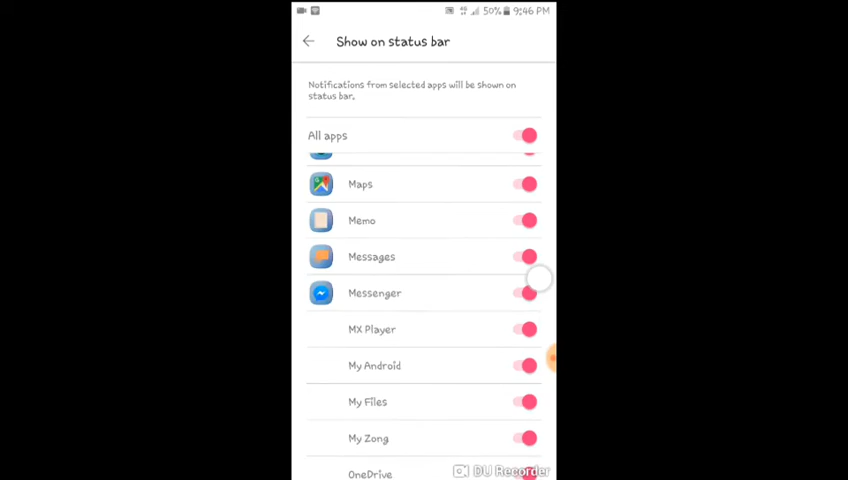 50% 9:46 PM
Show on status bar
Notifications from selected apps will be shown on
status bar.
All apps
Maps
Memo
Messages
Messenger
MX Player
My Android
My Files
My Zong
OneDrive
DU Recorder